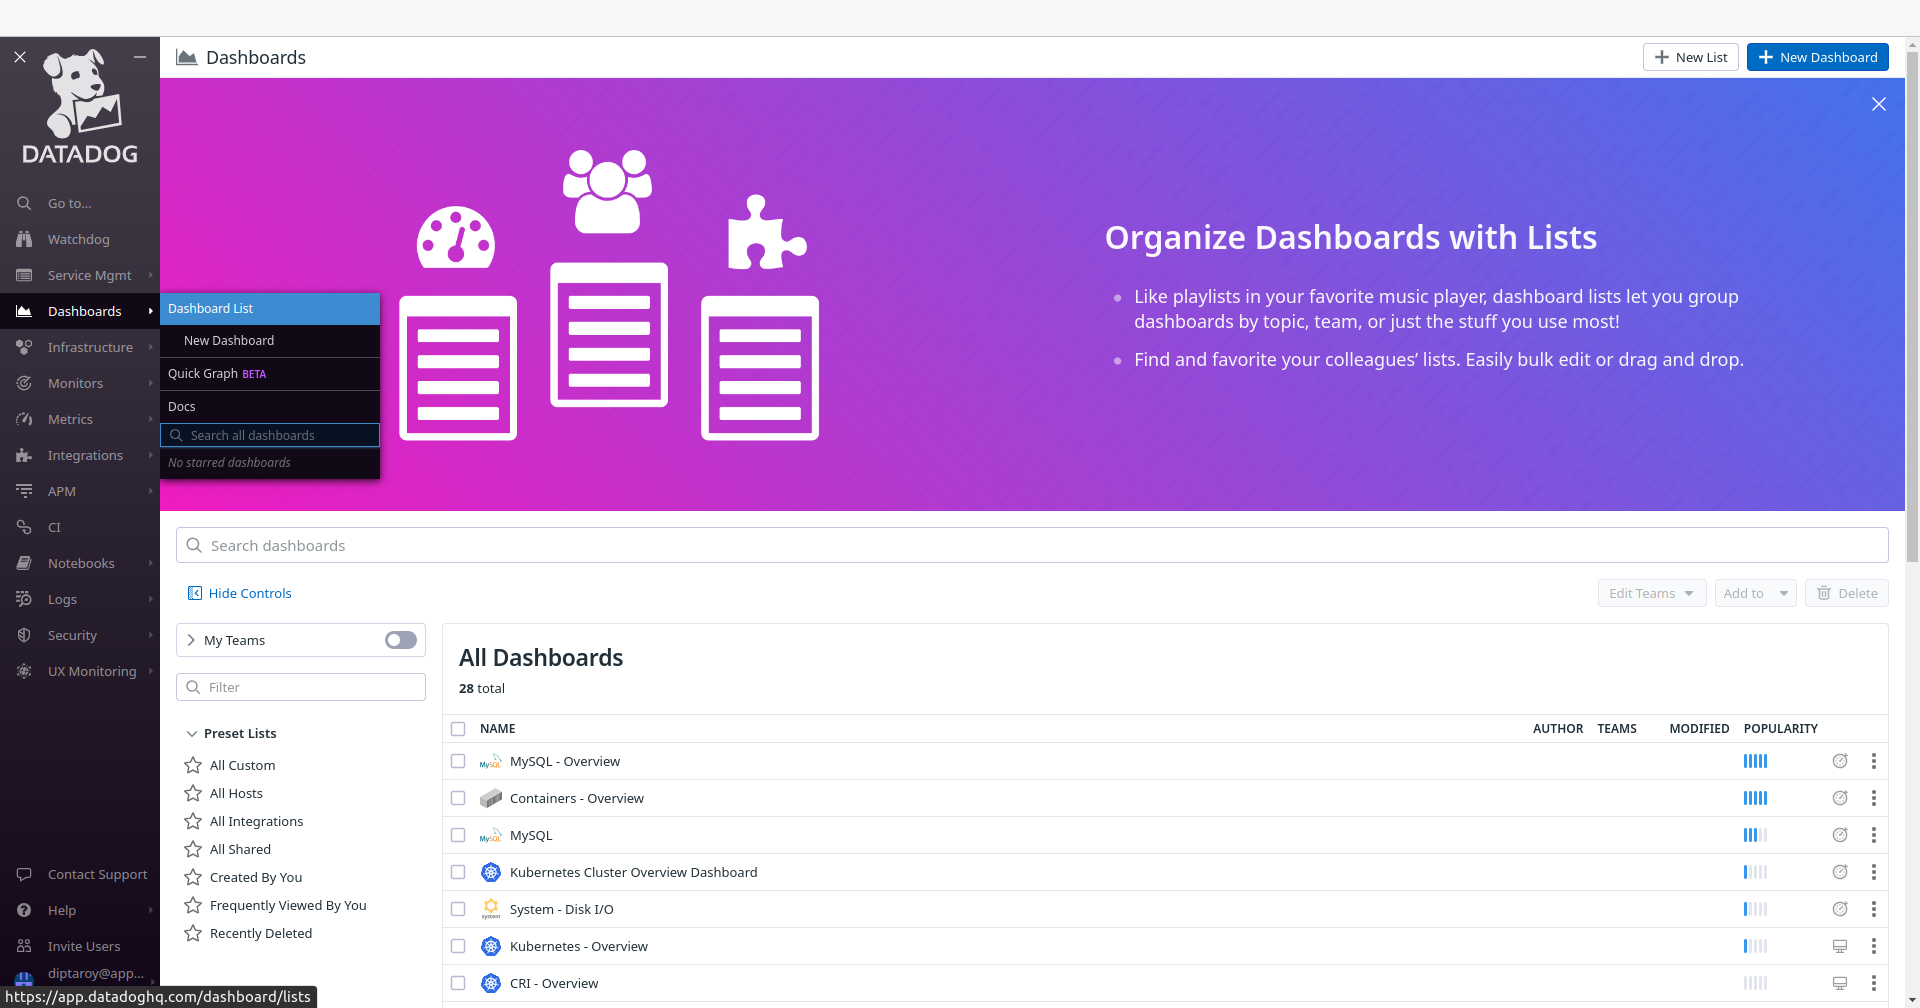 Dashboards
New List
New Dashboard
DATADOG
Go to...
Watchdog
Service Mgmt
Dashboards
Infrastructure
Monitors
Metrics
Integrations
APM
CI
Notebooks
Logs
Security
UX Monitoring
Contact Support
Help
Invite Users
diptaroy@app...
https://app.datadoghq.com/dashboard/lists
Dashboard List
New Dashboard
Quick Graph BETA
Docs
Search all dashboards
No starred dashboards
Organize Dashboards with Lists
Like playlists in your favorite music player, dashboard lists let you group
dashboards by topic, team, or just the stuff you use most!
Find and favorite your colleagues’ lists. Easily bulk edit or drag and drop.
Search dashboards
Hide Controls
Edit Teams
Add to
Delete
My Teams
Filter
Preset Lists
All Custom
All Hosts
All Integrations
All Shared
Created By You
Frequently Viewed By You
Recently Deleted
All Dashboards
28 total
NAME AUTHOR TEAMS MODIFIED POPULARITY
MySQL MySQL - Overview
Containers - Overview
MySQL MySQL
Kubernetes Cluster Overview Dashboard
system System - Disk I/O
Kubernetes - Overview
CRI - Overview